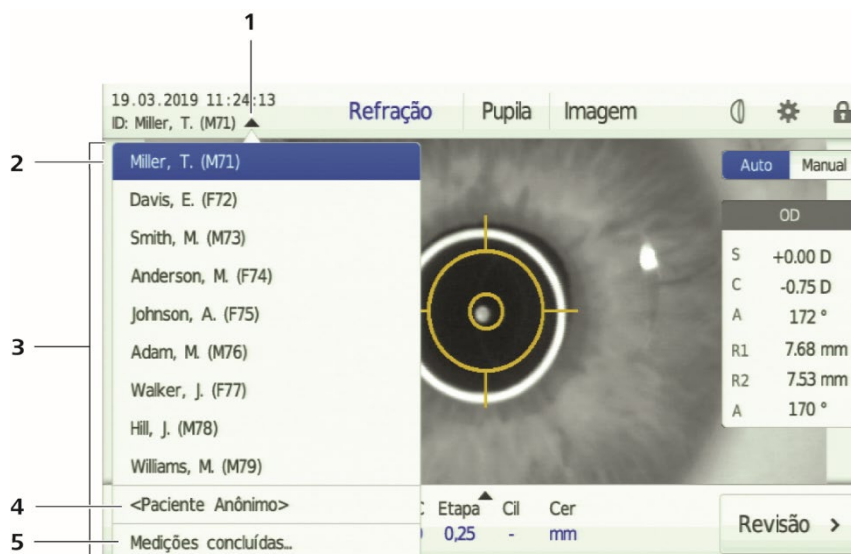 1
19.03.2019 11:24:13
ID: Miller, T. (M71)
Refração Pupila Imagem
2
Miller, T. (M71)
Davis, E. (F72)
Smith, M. (M73)
Anderson, M. (F74)
Johnson, A. (F75)
Adam, M. (M76)
Walker, J. (F77)
Hill, J. (M78)
Williams, M. (M79)
3
4
<Paciente Anônimo>
5
Medições concluídas...
Auto Manual
OD
S +0.00 D
C -0.75 D
A 172 °
R1 7.68 mm
R2 7.53 mm
A 170 °
Etapa Cil Cer
0,25 - mm
Revisão >